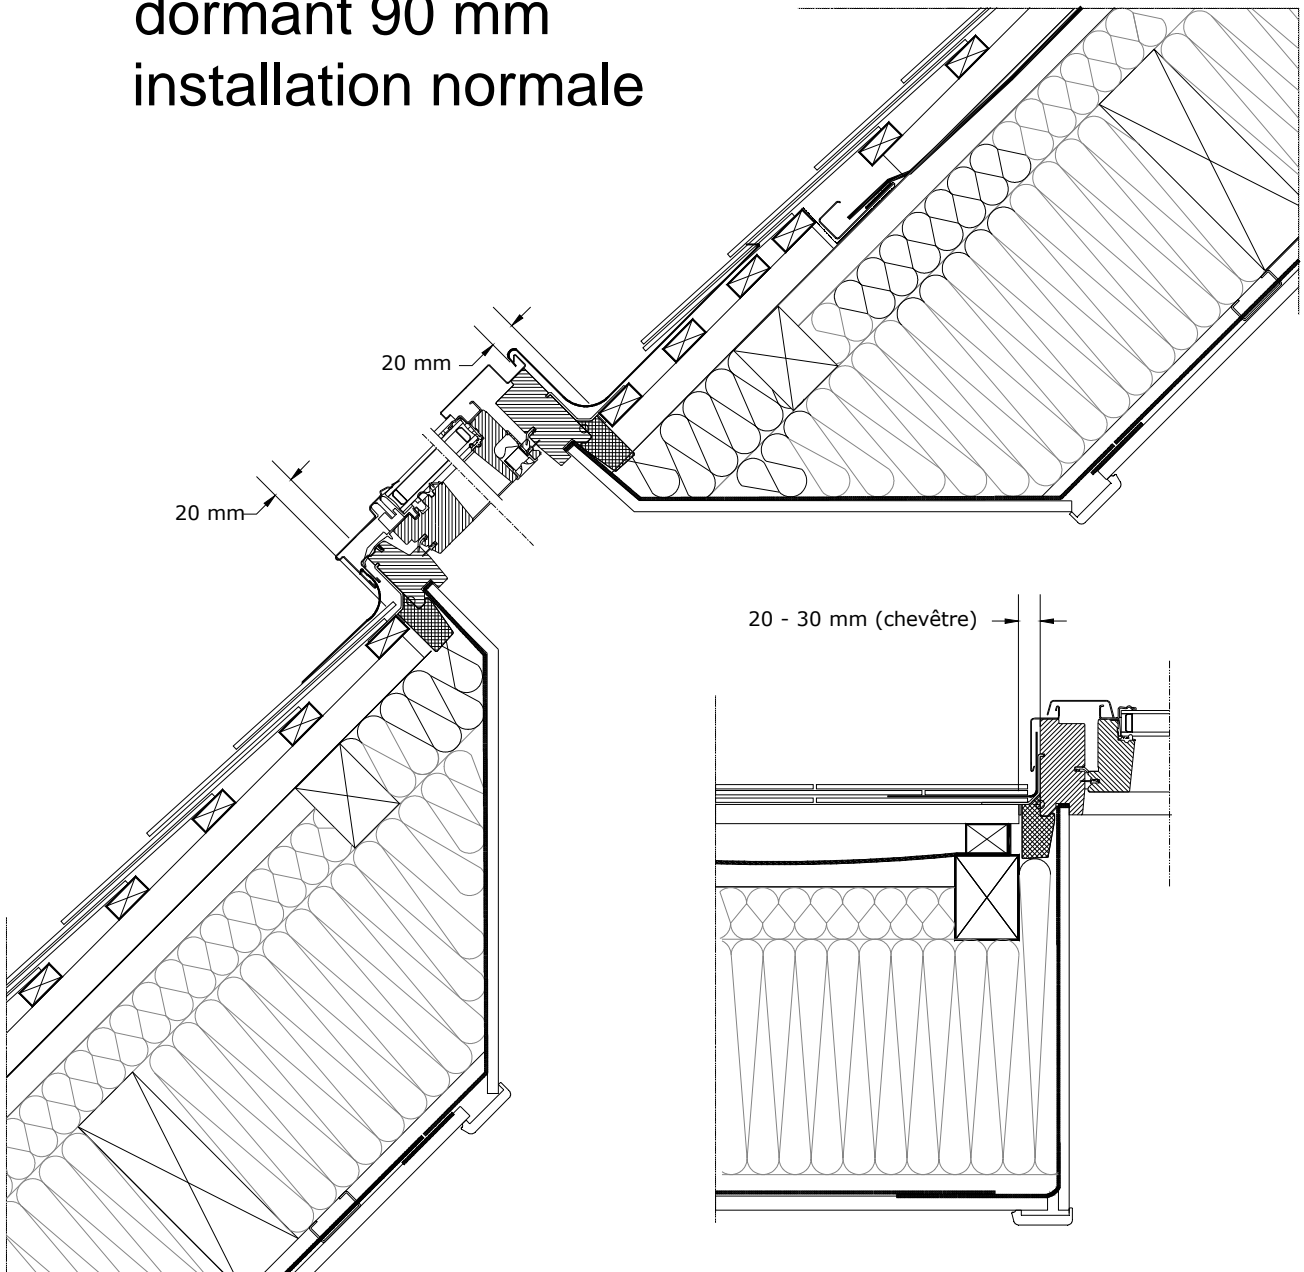 dormant 90 mm
installation normale
20 mm
20 mm
20 - 30 mm (chevêtre)